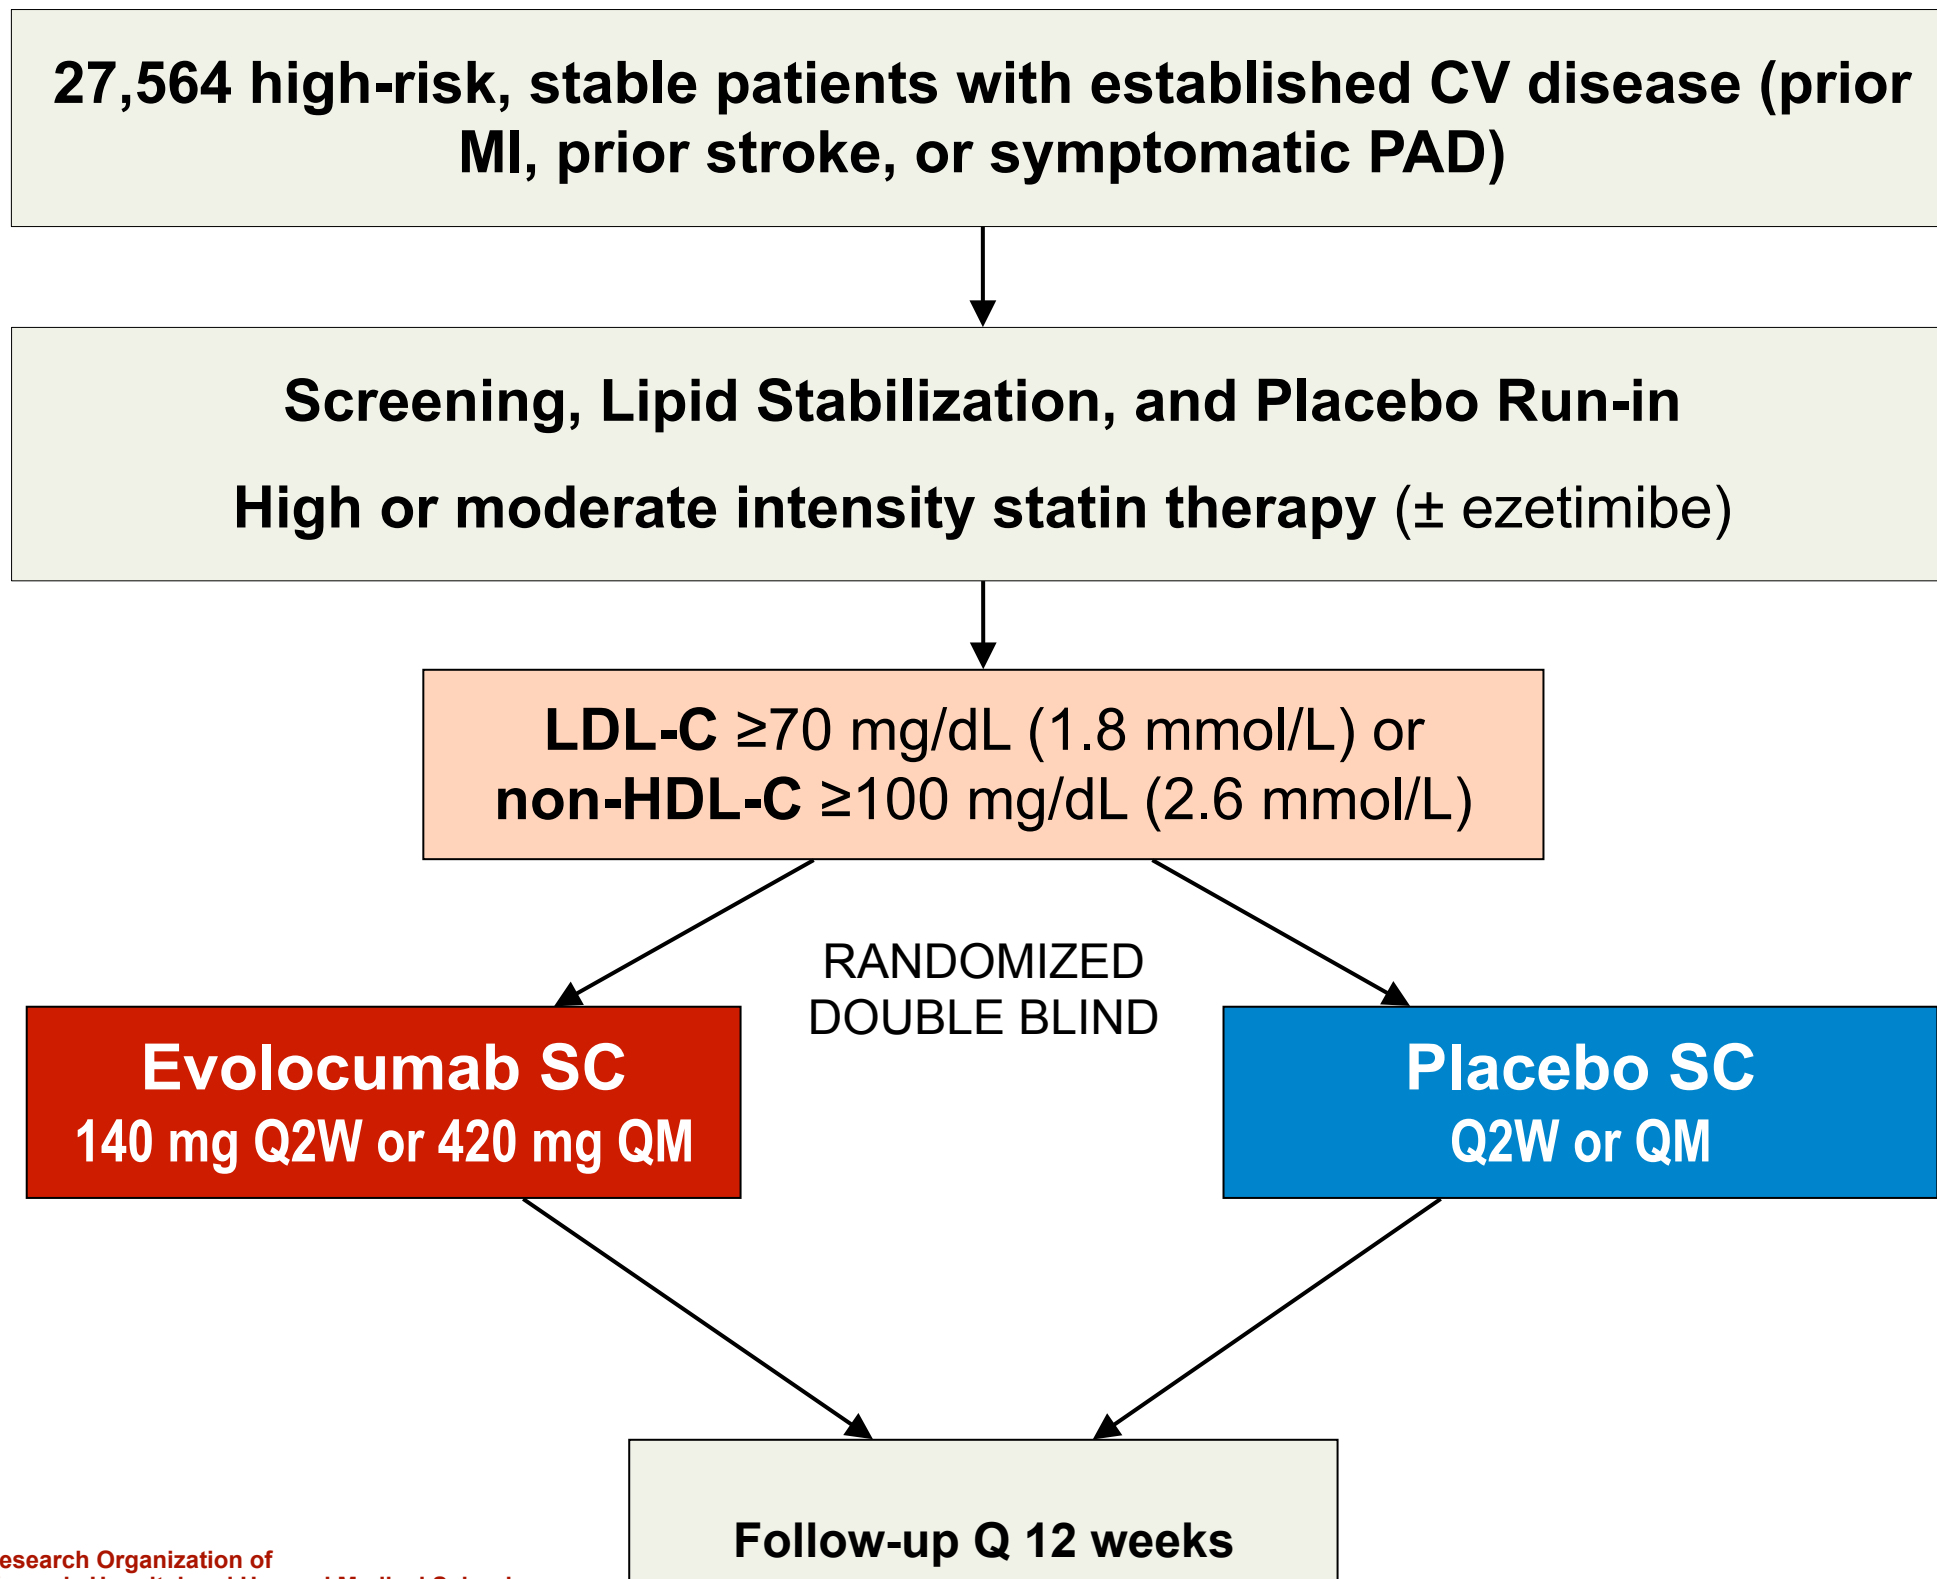 27,564 high-risk, stable patients with established CV disease (prior
MI, prior stroke, or symptomatic PAD)
Screening, Lipid Stabilization, and Placebo Run-in
High or moderate intensity statin therapy (± ezetimibe)
LDL-C ≥70 mg/dL (1.8 mmol/L) or
non-HDL-C ≥100 mg/dL (2.6 mmol/L)
RANDOMIZED
DOUBLE BLIND
Evolocumab SC
140 mg Q2W or 420 mg QM
Placebo SC
Q2W or QM
Follow-up Q 12 weeks
esearch Organization of